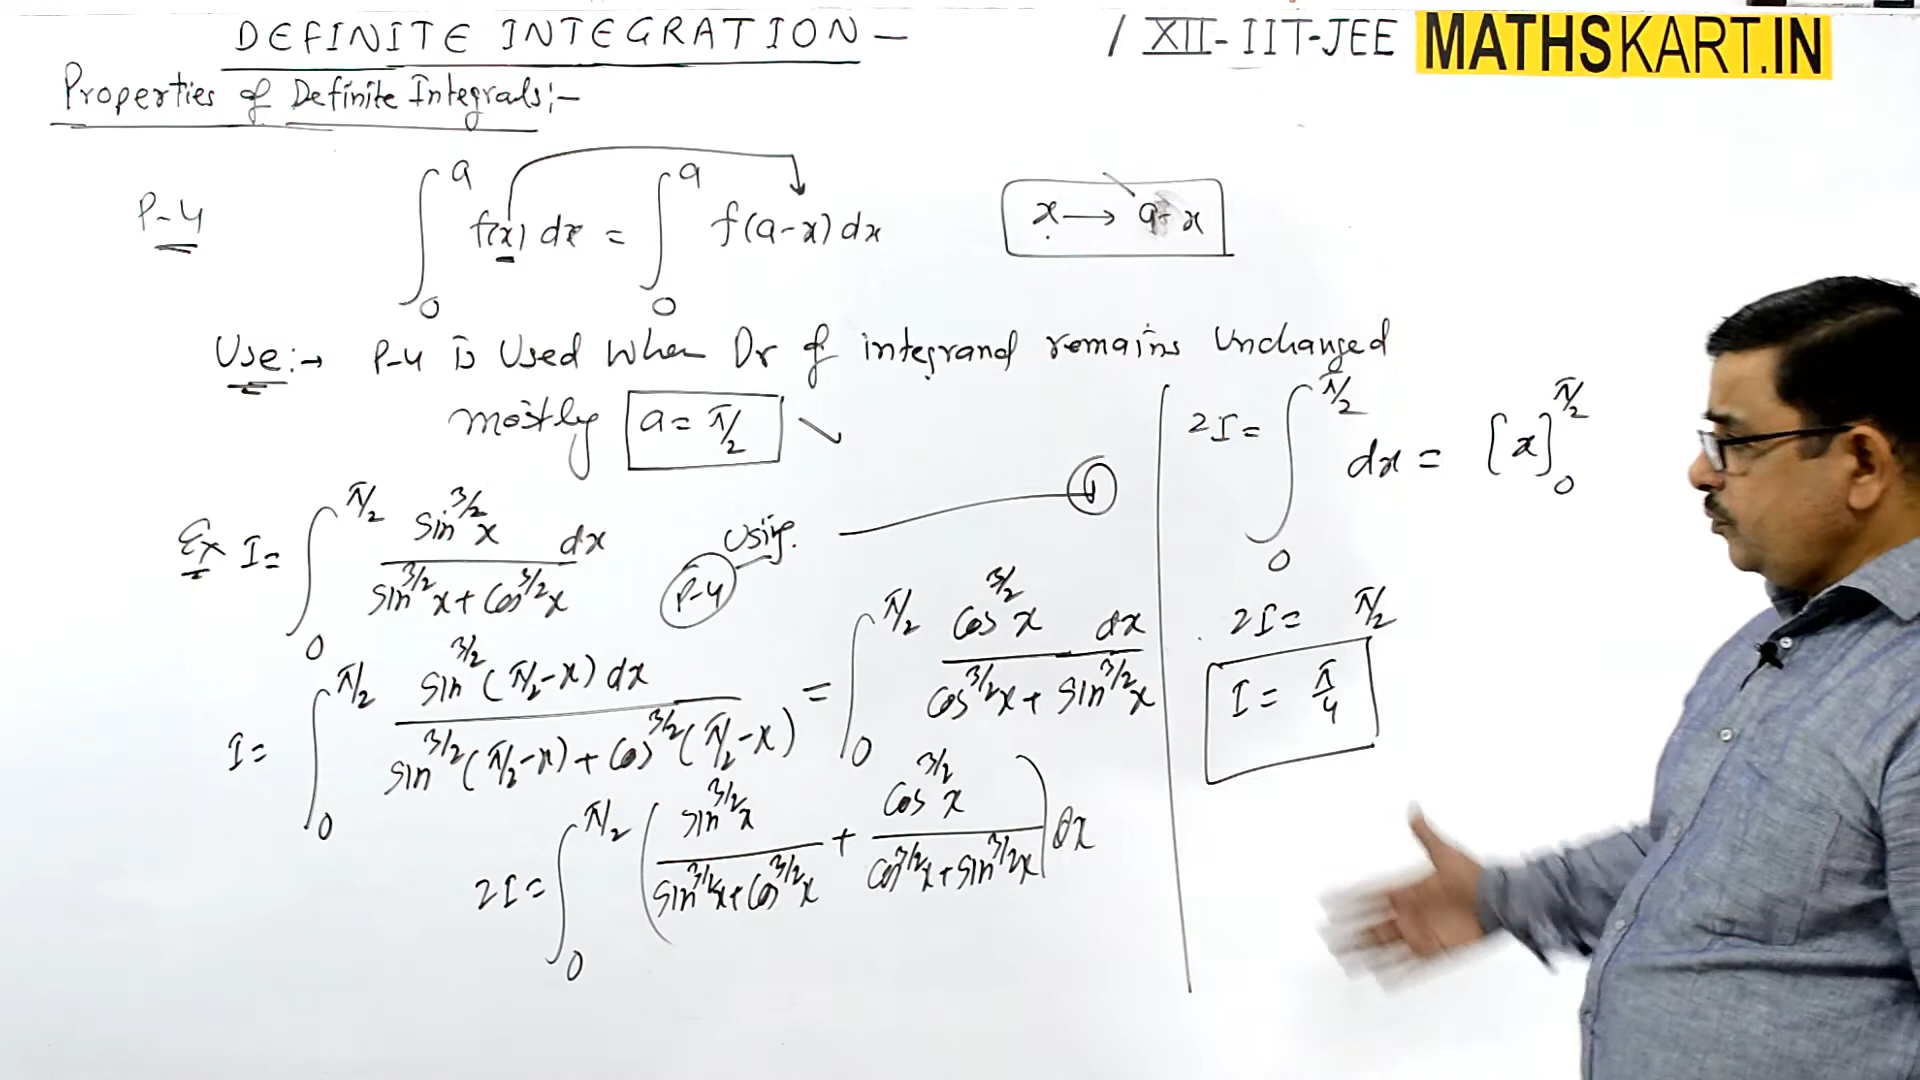 DEFINITE INTEGRATION —
/ XII-IIT-JEE
MATHSKART.IN
Properties of Definite Integrals:-
P-4
∫₀ᵃ f(x) dx = ∫₀ᵃ f(a-x) dx
x → a-x
Use:→ P-4 is Used When Dr of integrand remains Unchanged
mostly a = π/2
Ex I = ∫₀^π/2 sin^3/2 x dx / (sin^3/2 x + cos^3/2 x)
Using P-4
①
I = ∫₀^π/2 sin^3/2 (π/2-x) dx / (sin^3/2 (π/2-x) + cos^3/2 (π/2-x)) = ∫₀^π/2 cos^3/2 x dx / (cos^3/2 x + sin^3/2 x)
2I = ∫₀^π/2 (sin^3/2 x / (sin^3/2 x + cos^3/2 x) + cos^3/2 x / (cos^3/2 x + sin^3/2 x)) dx
2I = ∫₀^π/2 dx = [x]₀^π/2
2I = π/2
I = π/4